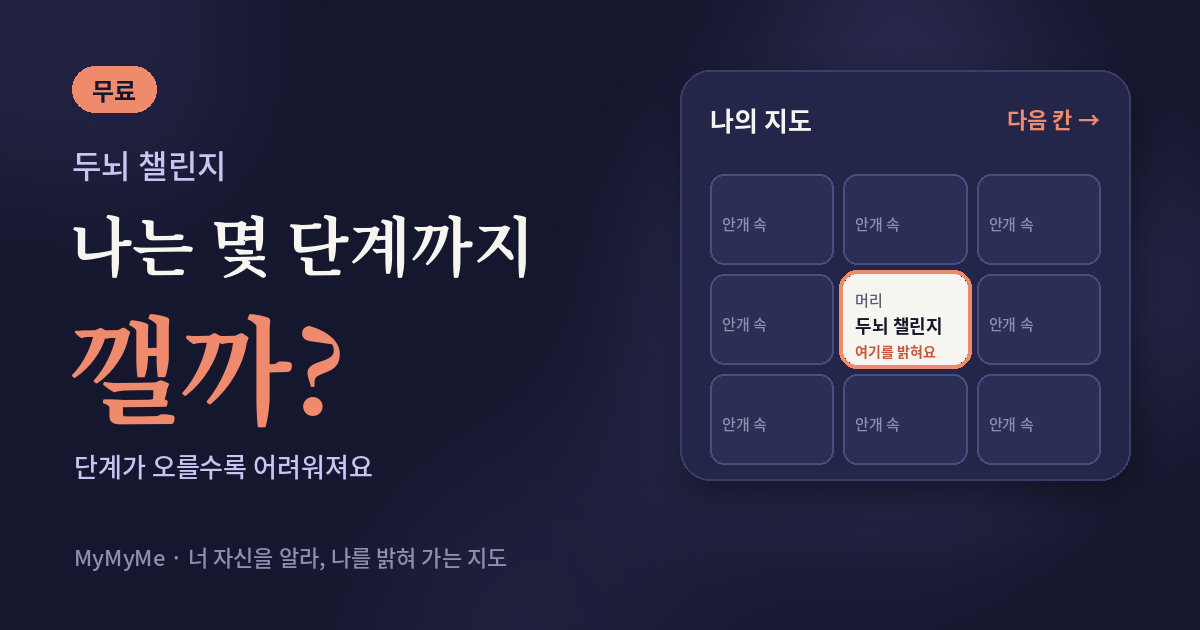 무료
두뇌 챌린지
나는 몇 단계까지
깰까?
단계가 오를수록 어려워져요
MyMyMe · 너 자신을 알라, 나를 밝혀 가는 지도
나의 지도
다음 칸 →
안개 속
안개 속
안개 속
안개 속
머리
두뇌 챌린지
여기를 밝혀요
안개 속
안개 속
안개 속
안개 속